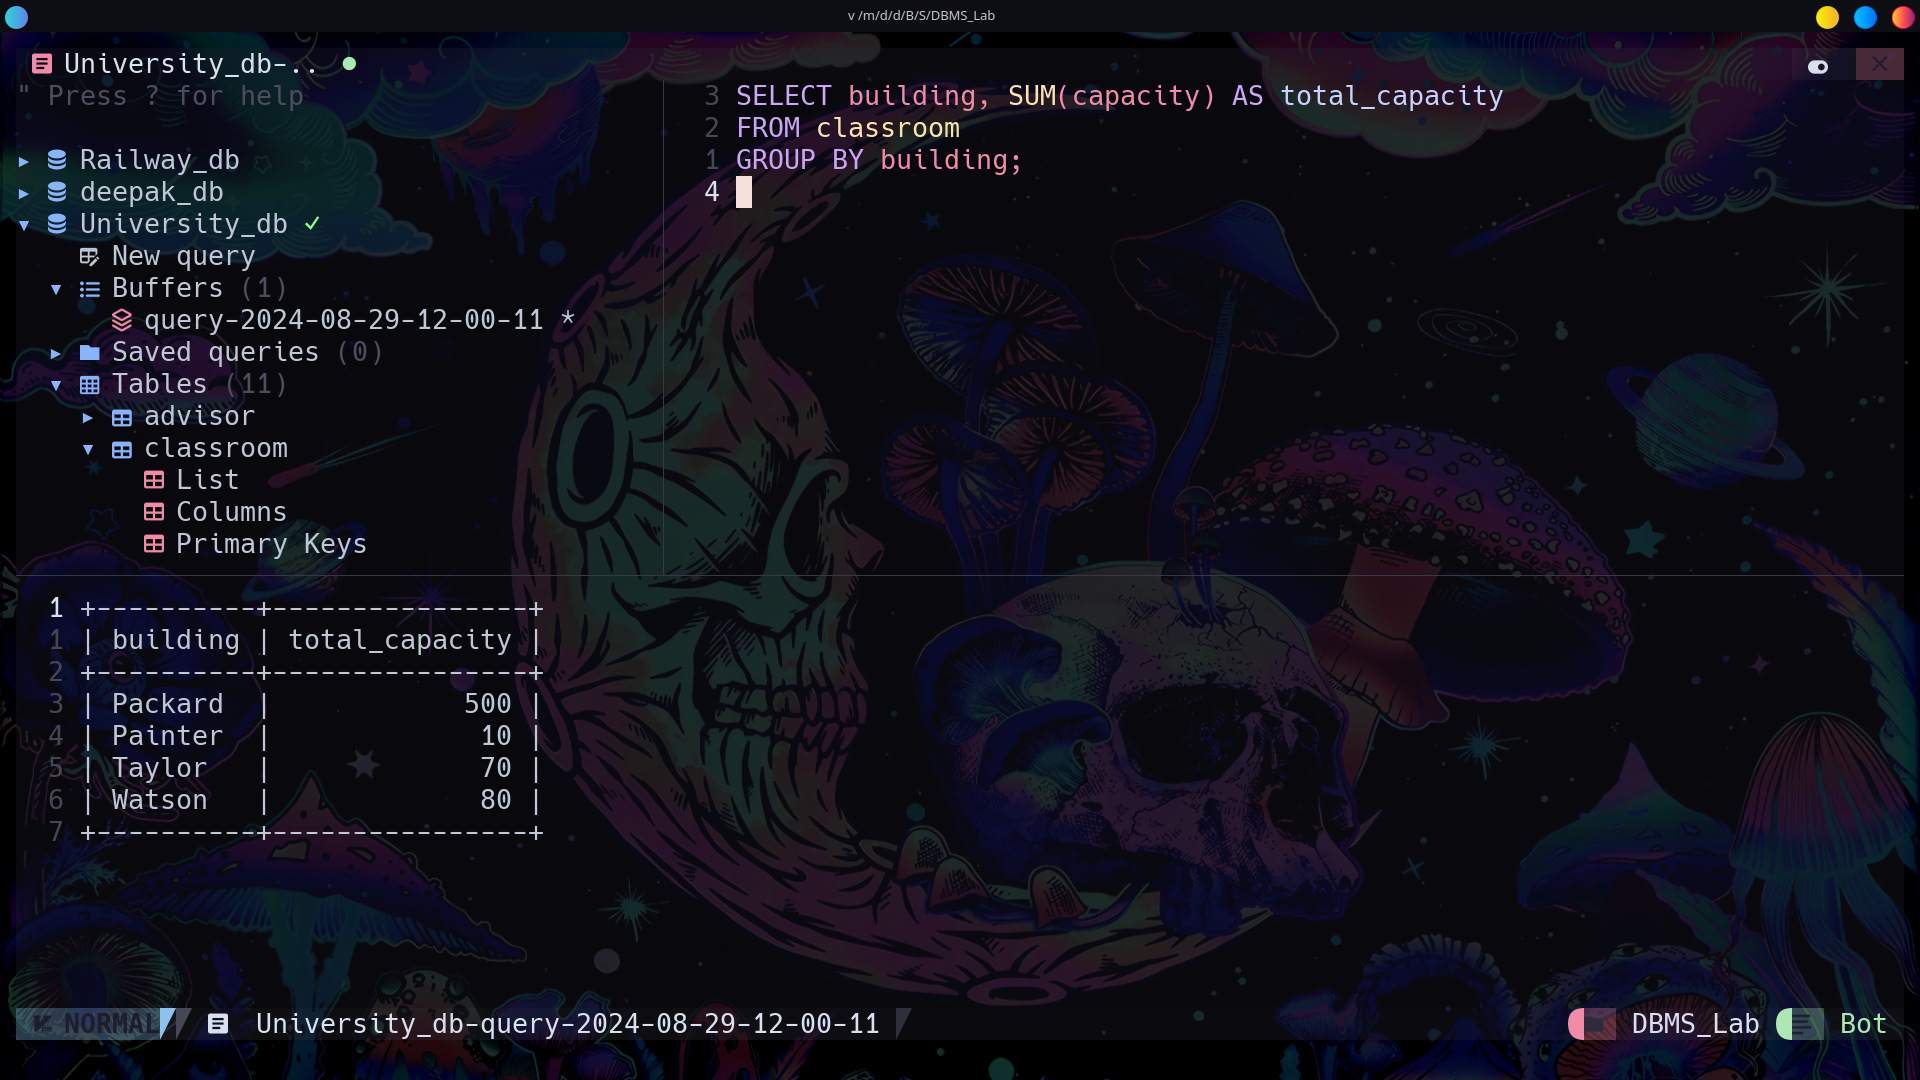 v /m/d/d/B/S/DBMS_Lab
University_db-..
" Press ? for help
▸ Railway_db
▸ deepak_db
▾ University_db ✓
New query
▾ Buffers (1)
query-2024-08-29-12-00-11 *
▸ Saved queries (0)
▾ Tables (11)
▸ advisor
▾ classroom
List
Columns
Primary Keys
3 SELECT building, SUM(capacity) AS total_capacity
2 FROM classroom
1 GROUP BY building;
4
1 +----------+----------------+
1 | building | total_capacity |
2 +----------+----------------+
3 | Packard  |            500 |
4 | Painter  |             10 |
5 | Taylor   |             70 |
6 | Watson   |             80 |
7 +----------+----------------+
NORMAL University_db-query-2024-08-29-12-00-11 DBMS_Lab Bot